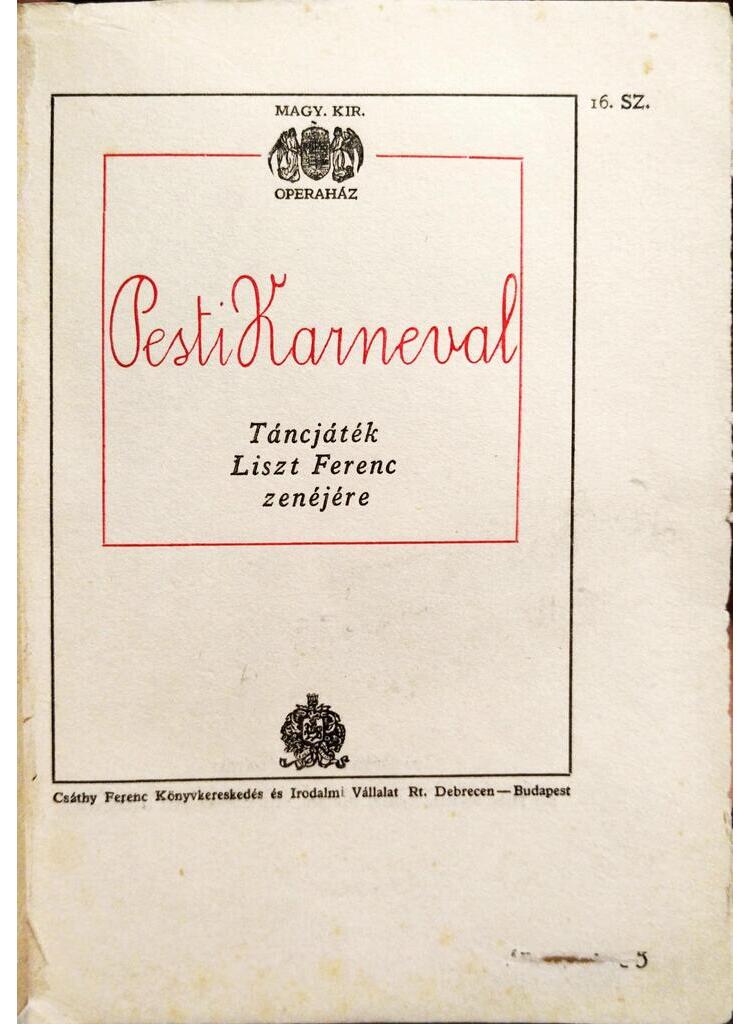 16. SZ.
MAGY. KIR.
OPERAHÁZ
Pesti Karneval
Táncjáték
Liszt Ferenc
zenéjére
Csáthy Ferenc Könyvkereskedés és Irodalmi Vállalat Rt. Debrecen—Budapest